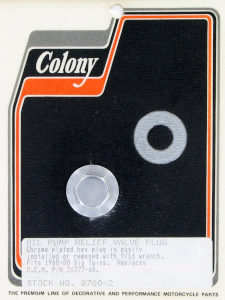 Colony
OIL PUMP RELIEF VALVE PLUG
Chrome plated hex plug is easily
installed or removed with 9/16 wrench.
Fits 1968-80 Big Twins. Replaces
O.E.M. P/N 26377-68.
STOCK NO. 8700-2
THE PREMIUM LINE OF DECORATIVE AND PERFORMANCE MOTORCYCLE PARTS